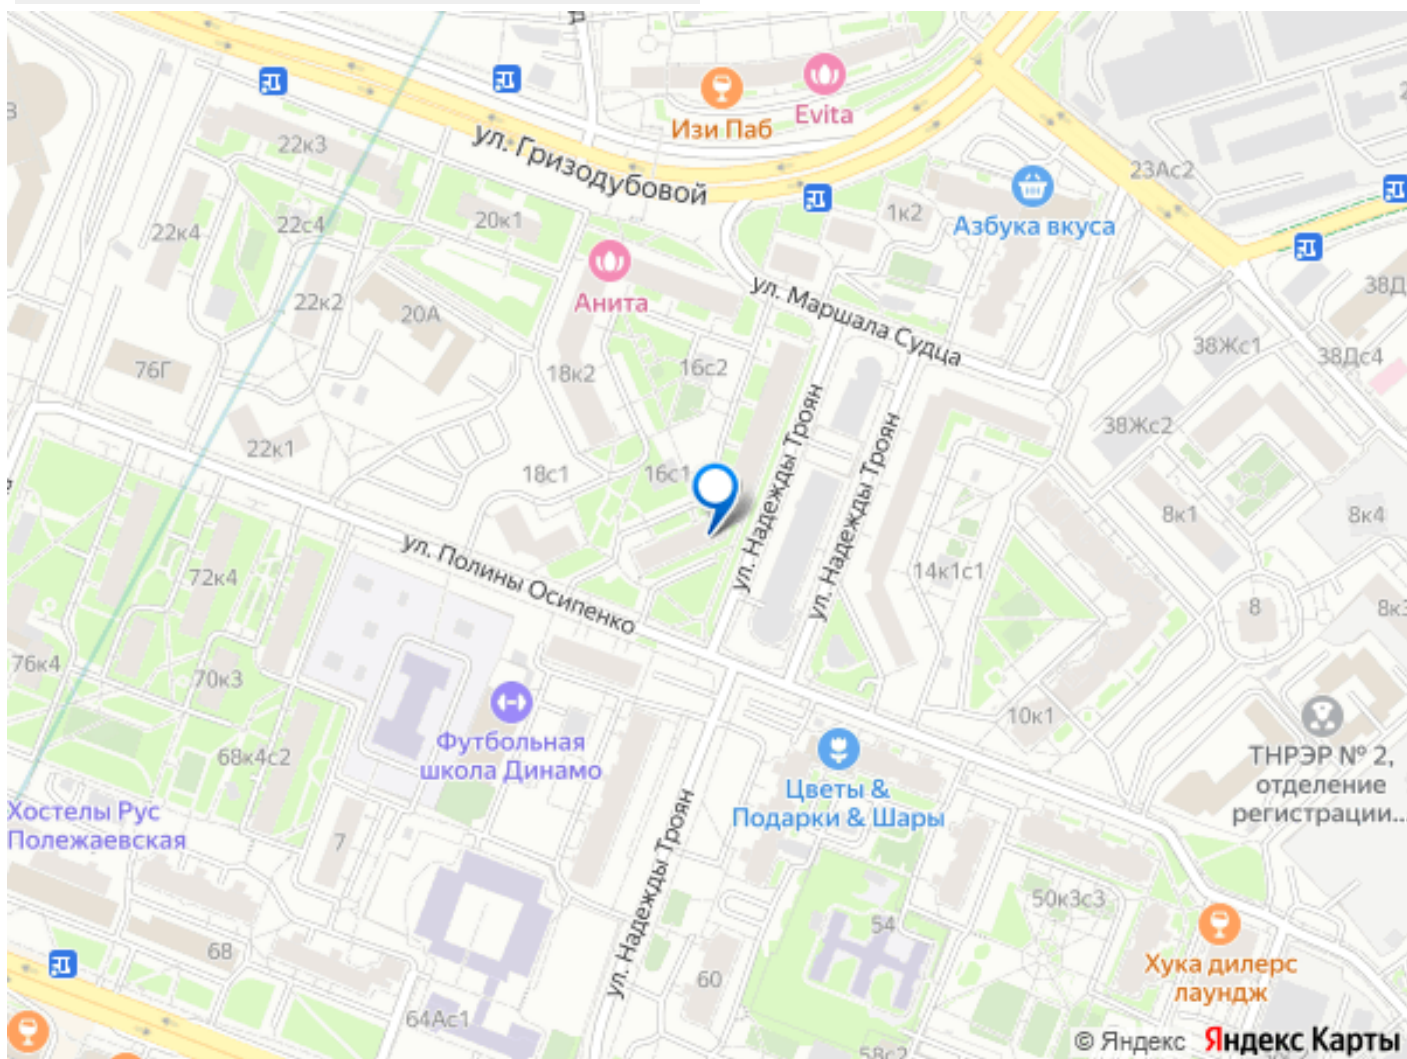 Изи Паб
Evita
ул. Гризодубовой
22к3
23Ас2
22к4
22с4
20к1
1к2
Азбука вкуса
Анита
22к2
20А
ул. Маршала Судца
38Жс1
38Дс4
76Г
18к2
16с2
38Жс2
22к1
18с1
16с1
ул. Надежды Троян
ул. Надежды Троян
8к1
8к4
ул. Полины Осипенко
72к4
14к1с1
8
76к4
70к3
10к1
68к4с2
Футбольная
школа Динамо
ТНРЭР № 2,
отделение
регистрации...
Цветы &
Подарки & Шары
Хостелы Рус
Полежаевская
7
ул. Надежды Троян
50к3с3
54
68
60
Хука дилерс
лаундж
64Ас1
58с2
© Яндекс Яндекс Карты